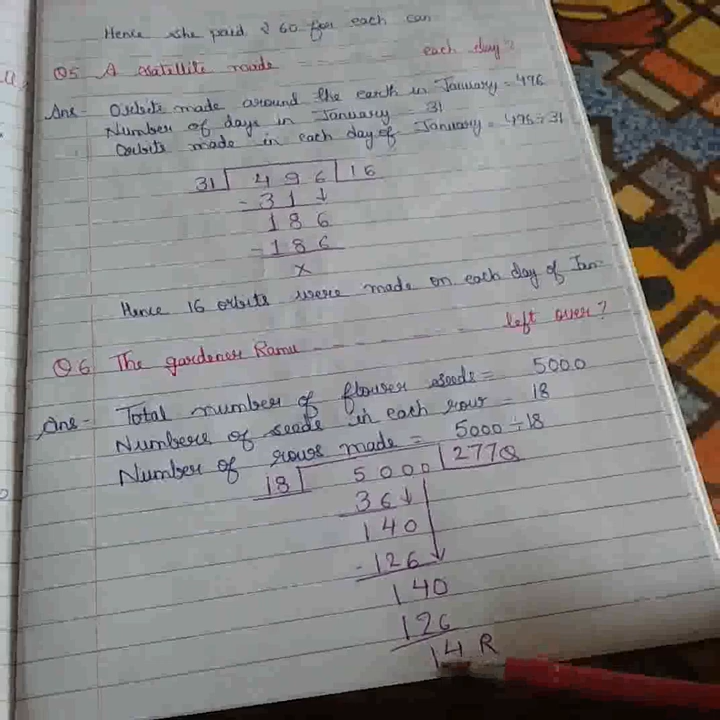 Hence she paid ₹ 60 for each can
Q5 A satellite made - - - - - - each day?
Ans- Orbits made around the earth in January = 496
Number of days in January 31
Orbits made in each day of January = 496÷31
31 4 9 6 16
- 3 1 ↓
1 8 6
- 1 8 6
x
Hence 16 orbits were made on each day of Jan-
Q6 The gardener Ramu - - - - - - - left over?
Ans- Total number of flower seeds = 5000
Numbers of seeds in each row = 18
Number of rows made = 5000÷18
18 5 0 0 0 277Q
3 6 ↓
1 4 0
- 1 2 6 ↓
1 4 0
1 2 6
1 4 R